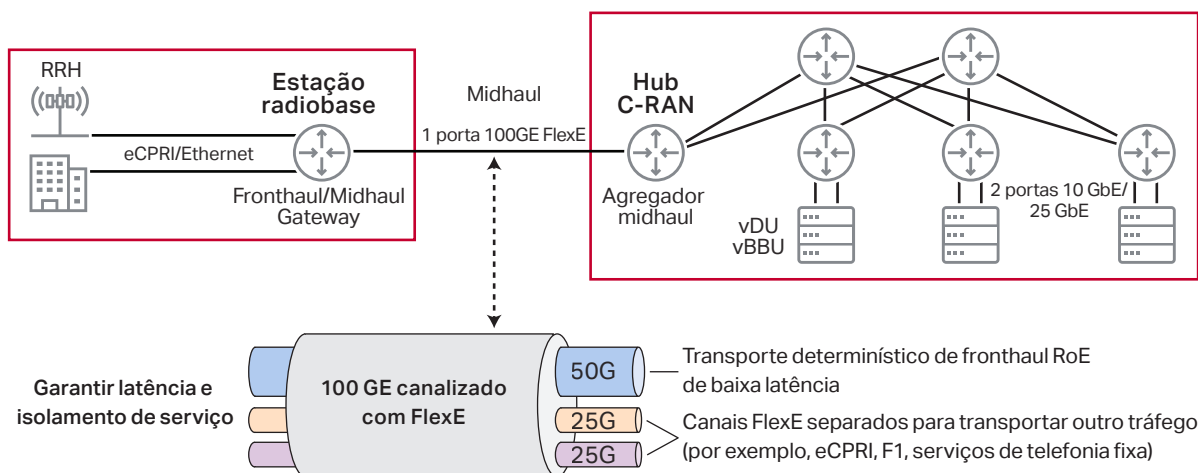 RRH
Estação
radiobase
eCPRI/Ethernet
Fronthaul/Midhaul
Gateway
Midhaul
1 porta 100GE FlexE
Hub
C-RAN
Agregador
midhaul
vDU
vBBU
2 portas 10 GbE/
25 GbE
Garantir latência e
isolamento de serviço
100 GE canalizado
com FlexE
50G
25G
25G
Transporte determinístico de fronthaul RoE
de baixa latência
Canais FlexE separados para transportar outro tráfego
(por exemplo, eCPRI, F1, serviços de telefonia fixa)